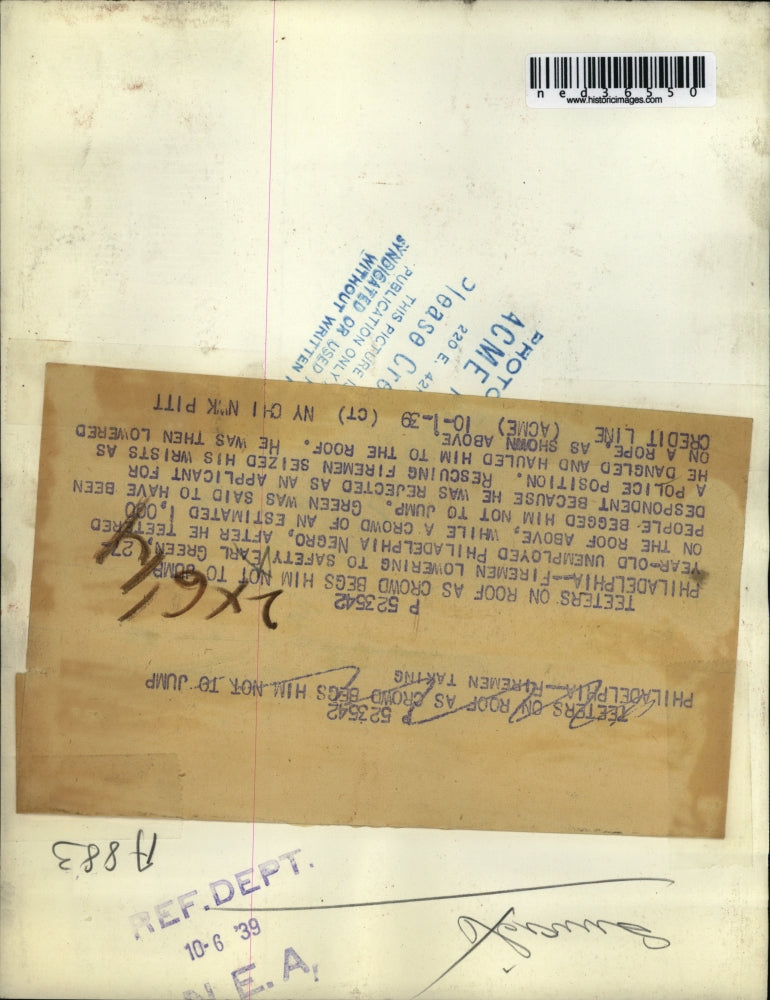 ned36550
www.historicimages.com
PHOTO
ACME
220 E. 42
Please Cre
THIS PICTURE
PUBLICATION ONLY
SYNDICATED OR USED
WITHOUT WRITTEN
P 523542
TEETERS ON ROOF AS CROWD BEGS HIM NOT TO JUMP
PHILADELPHIA--FIREMEN TAKING
P 523542
TEETERS ON ROOF AS CROWD BEGS HIM NOT TO JUMP
PHILADELPHIA--FIREMEN LOWERING TO SAFETY EARL GREEN, 27-
YEAR-OLD UNEMPLOYED PHILADELPHIA NEGRO, AFTER HE TEETERED
ON THE ROOF, ABOVE, WHILE A CROWD OF AN ESTIMATED 1,000
PEOPLE BEGGED HIM NOT TO JUMP. GREEN WAS SAID TO HAVE BEEN
DESPONDENT BECAUSE HE WAS REJECTED AS AN APPLICANT FOR
A POLICE POSITION. RESCUING FIREMEN SEIZED HIS WRISTS AS
HE DANGLED AND HAULED HIM TO THE ROOF. HE WAS THEN LOWERED
ON A ROPE, AS SHOWN ABOVE.
CREDIT LINE (ACME) 10-1-39 (CT) NY CHI N'K PITT
2x6 1/4
A883
REF. DEPT.
10-6 '39
N.E.A.